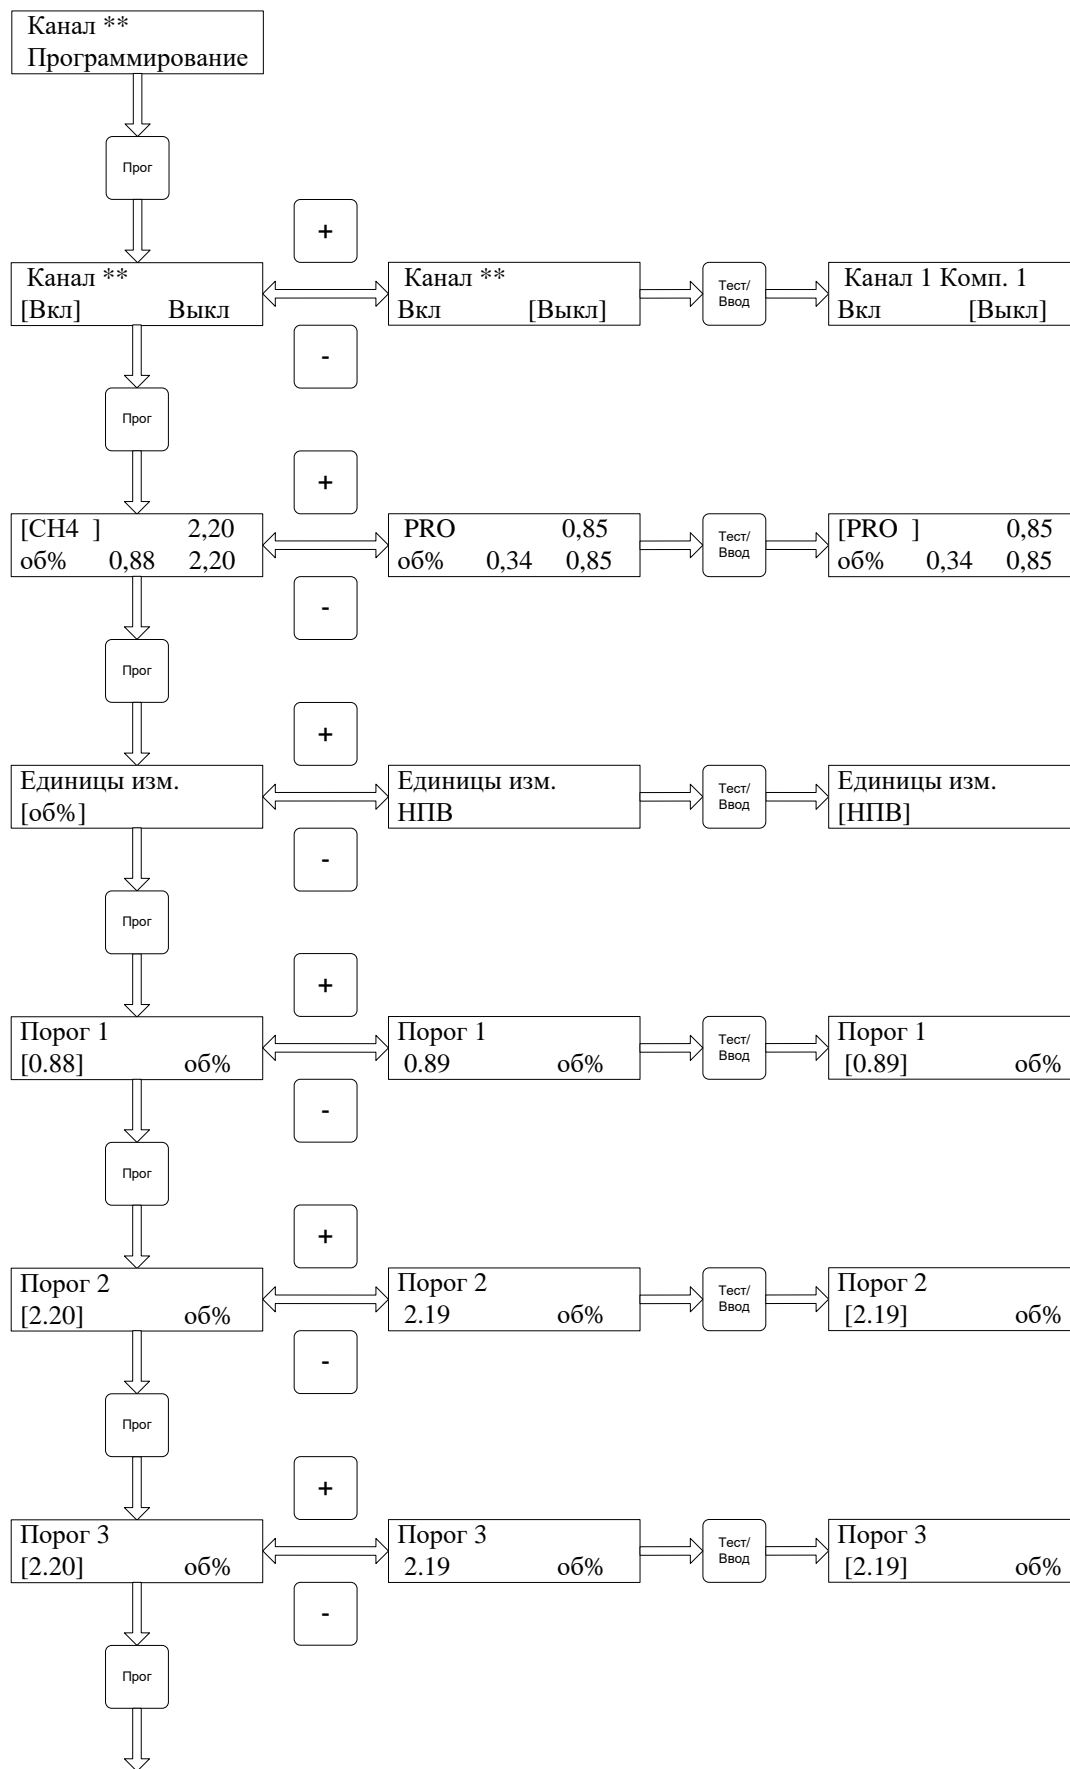 Канал **
Программирование
Прог
+
Канал **
[Вкл] Выкл
Канал **
Вкл [Выкл]
Тест/
Ввод
Канал 1 Комп. 1
Вкл [Выкл]
-
Прог
+
[CH4 ] 2,20
об% 0,88 2,20
PRO 0,85
об% 0,34 0,85
Тест/
Ввод
[PRO ] 0,85
об% 0,34 0,85
-
Прог
+
Единицы изм.
[об%]
Единицы изм.
НПВ
Тест/
Ввод
Единицы изм.
[НПВ]
-
Прог
+
Порог 1
[0.88] об%
Порог 1
0.89 об%
Тест/
Ввод
Порог 1
[0.89] об%
-
Прог
+
Порог 2
[2.20] об%
Порог 2
2.19 об%
Тест/
Ввод
Порог 2
[2.19] об%
-
Прог
+
Порог 3
[2.20] об%
Порог 3
2.19 об%
Тест/
Ввод
Порог 3
[2.19] об%
-
Прог